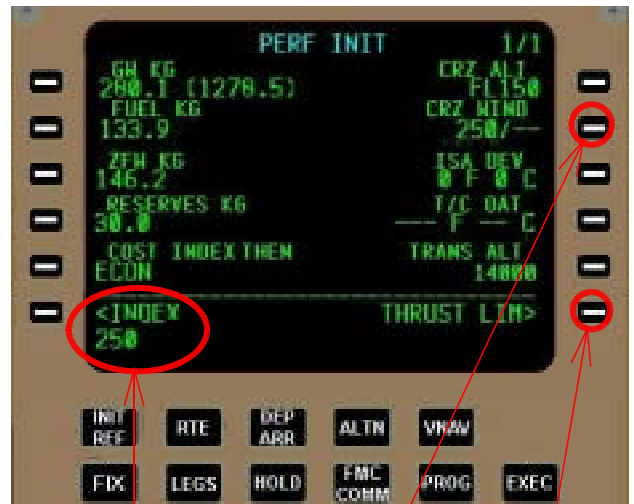 PERF INIT 1/1
GW KG CRZ ALT
280.1 (1278.5) FL150
FUEL KG CRZ WIND
133.9 250/--
ZFW KG ISA DEV
146.2 0 F 0 C
RESERVES KG T/C OAT
30.0 --- F -- C
COST INDEX THEN TRANS ALT
ECON 14000
<INDEX THRUST LIM>
250
INIT REF RTE DEP ARR ALTN VNAV
FIX LEGS HOLD FMC COMM PROG EXEC